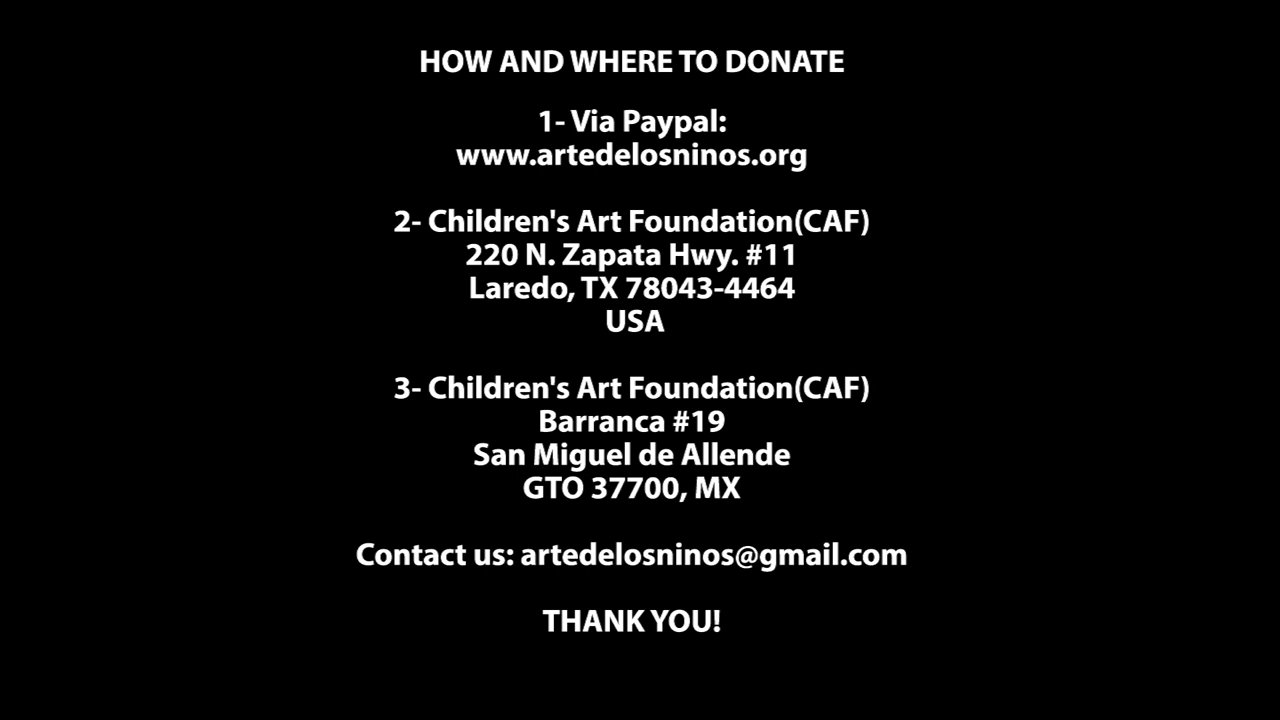 HOW AND WHERE TO DONATE
1- Via Paypal:
www.artedelosninos.org
2- Children's Art Foundation(CAF)
220 N. Zapata Hwy. #11
Laredo, TX 78043-4464
USA
3- Children's Art Foundation(CAF)
Barranca #19
San Miguel de Allende
GTO 37700, MX
Contact us: artedelosninos@gmail.com
THANK YOU!